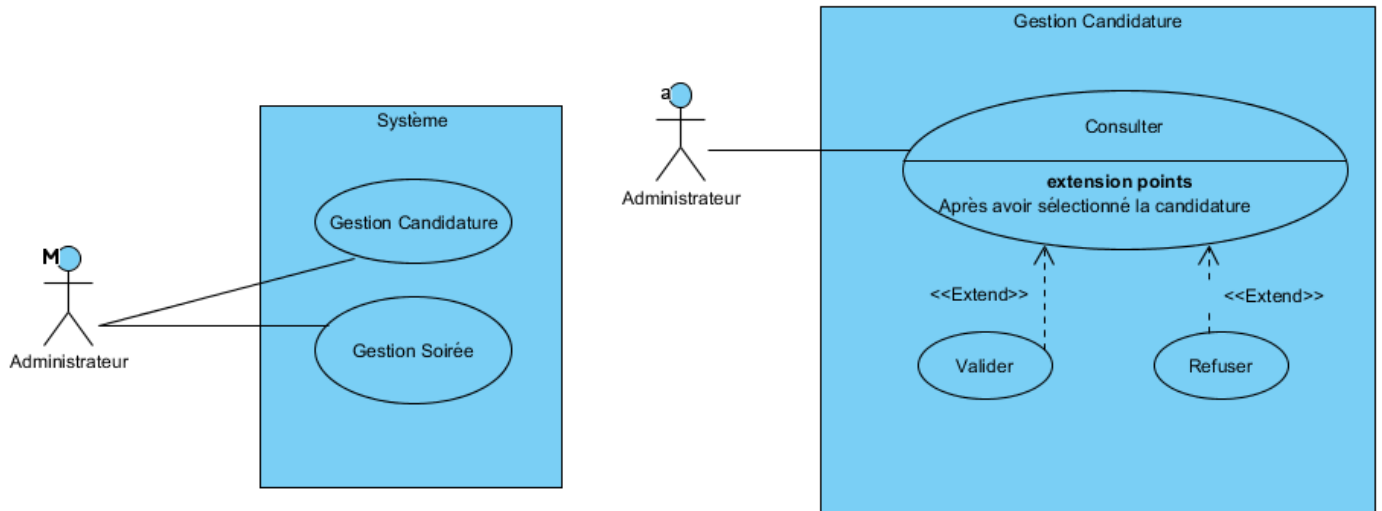 Système
Gestion Candidature
Gestion Soirée
M
Administrateur
Gestion Candidature
a
Administrateur
Consulter
extension points
Après avoir sélectionné la candidature
<<Extend>>
<<Extend>>
Valider
Refuser